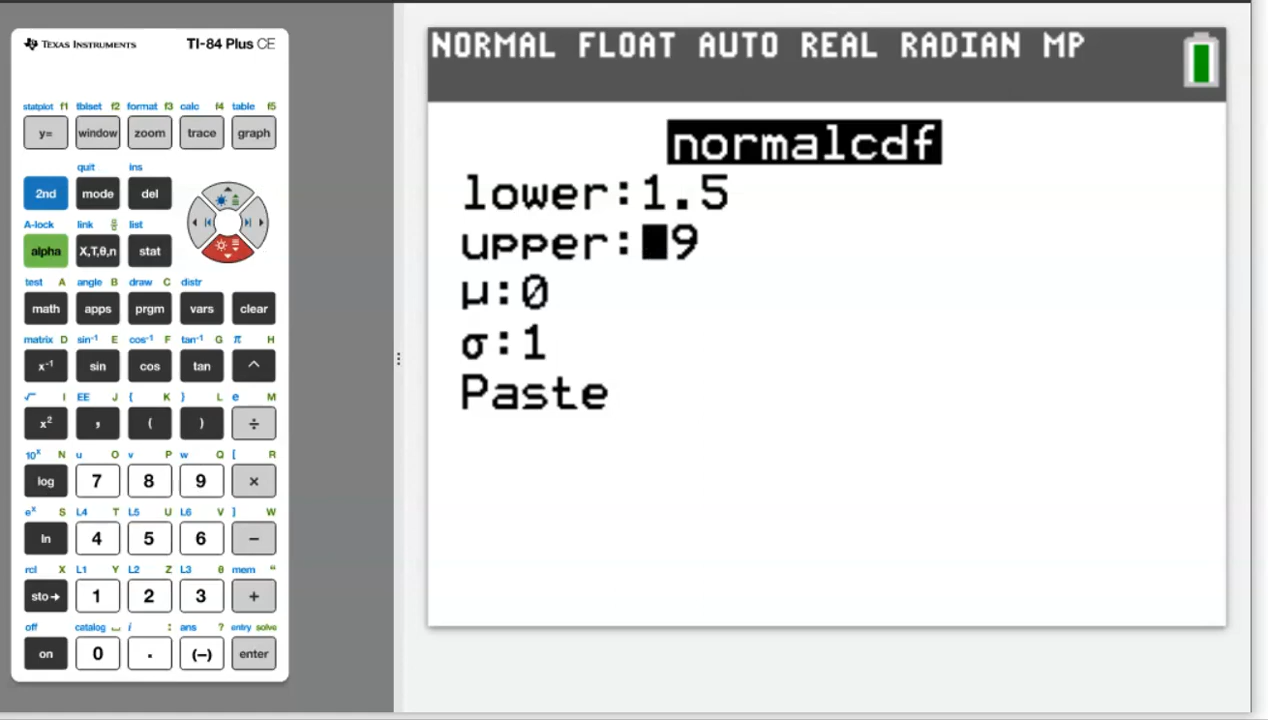 TEXAS INSTRUMENTS TI-84 Plus CE
statplot f1 tblset f2 format f3 calc f4 table f5
y= window zoom trace graph
quit ins
2nd mode del
A-lock link list
alpha X,T,θ,n stat
test A angle B draw C distr
math apps prgm vars clear
matrix D sin⁻¹ E cos⁻¹ F tan⁻¹ G π H
x⁻¹ sin cos tan ^
√ I EE J { K } L e M
x² , ( ) ÷
10ˣ N u O v P w Q [ R
log 7 8 9 ×
eˣ S L4 T L5 U L6 V ] W
ln 4 5 6 −
rcl X L1 Y L2 Z L3 θ mem “
sto→ 1 2 3 +
off catalog ⎵ i : ans ? entry solve
on 0 . (−) enter
NORMAL FLOAT AUTO REAL RADIAN MP
normalcdf
lower:1.5
upper:9
μ:0
σ:1
Paste